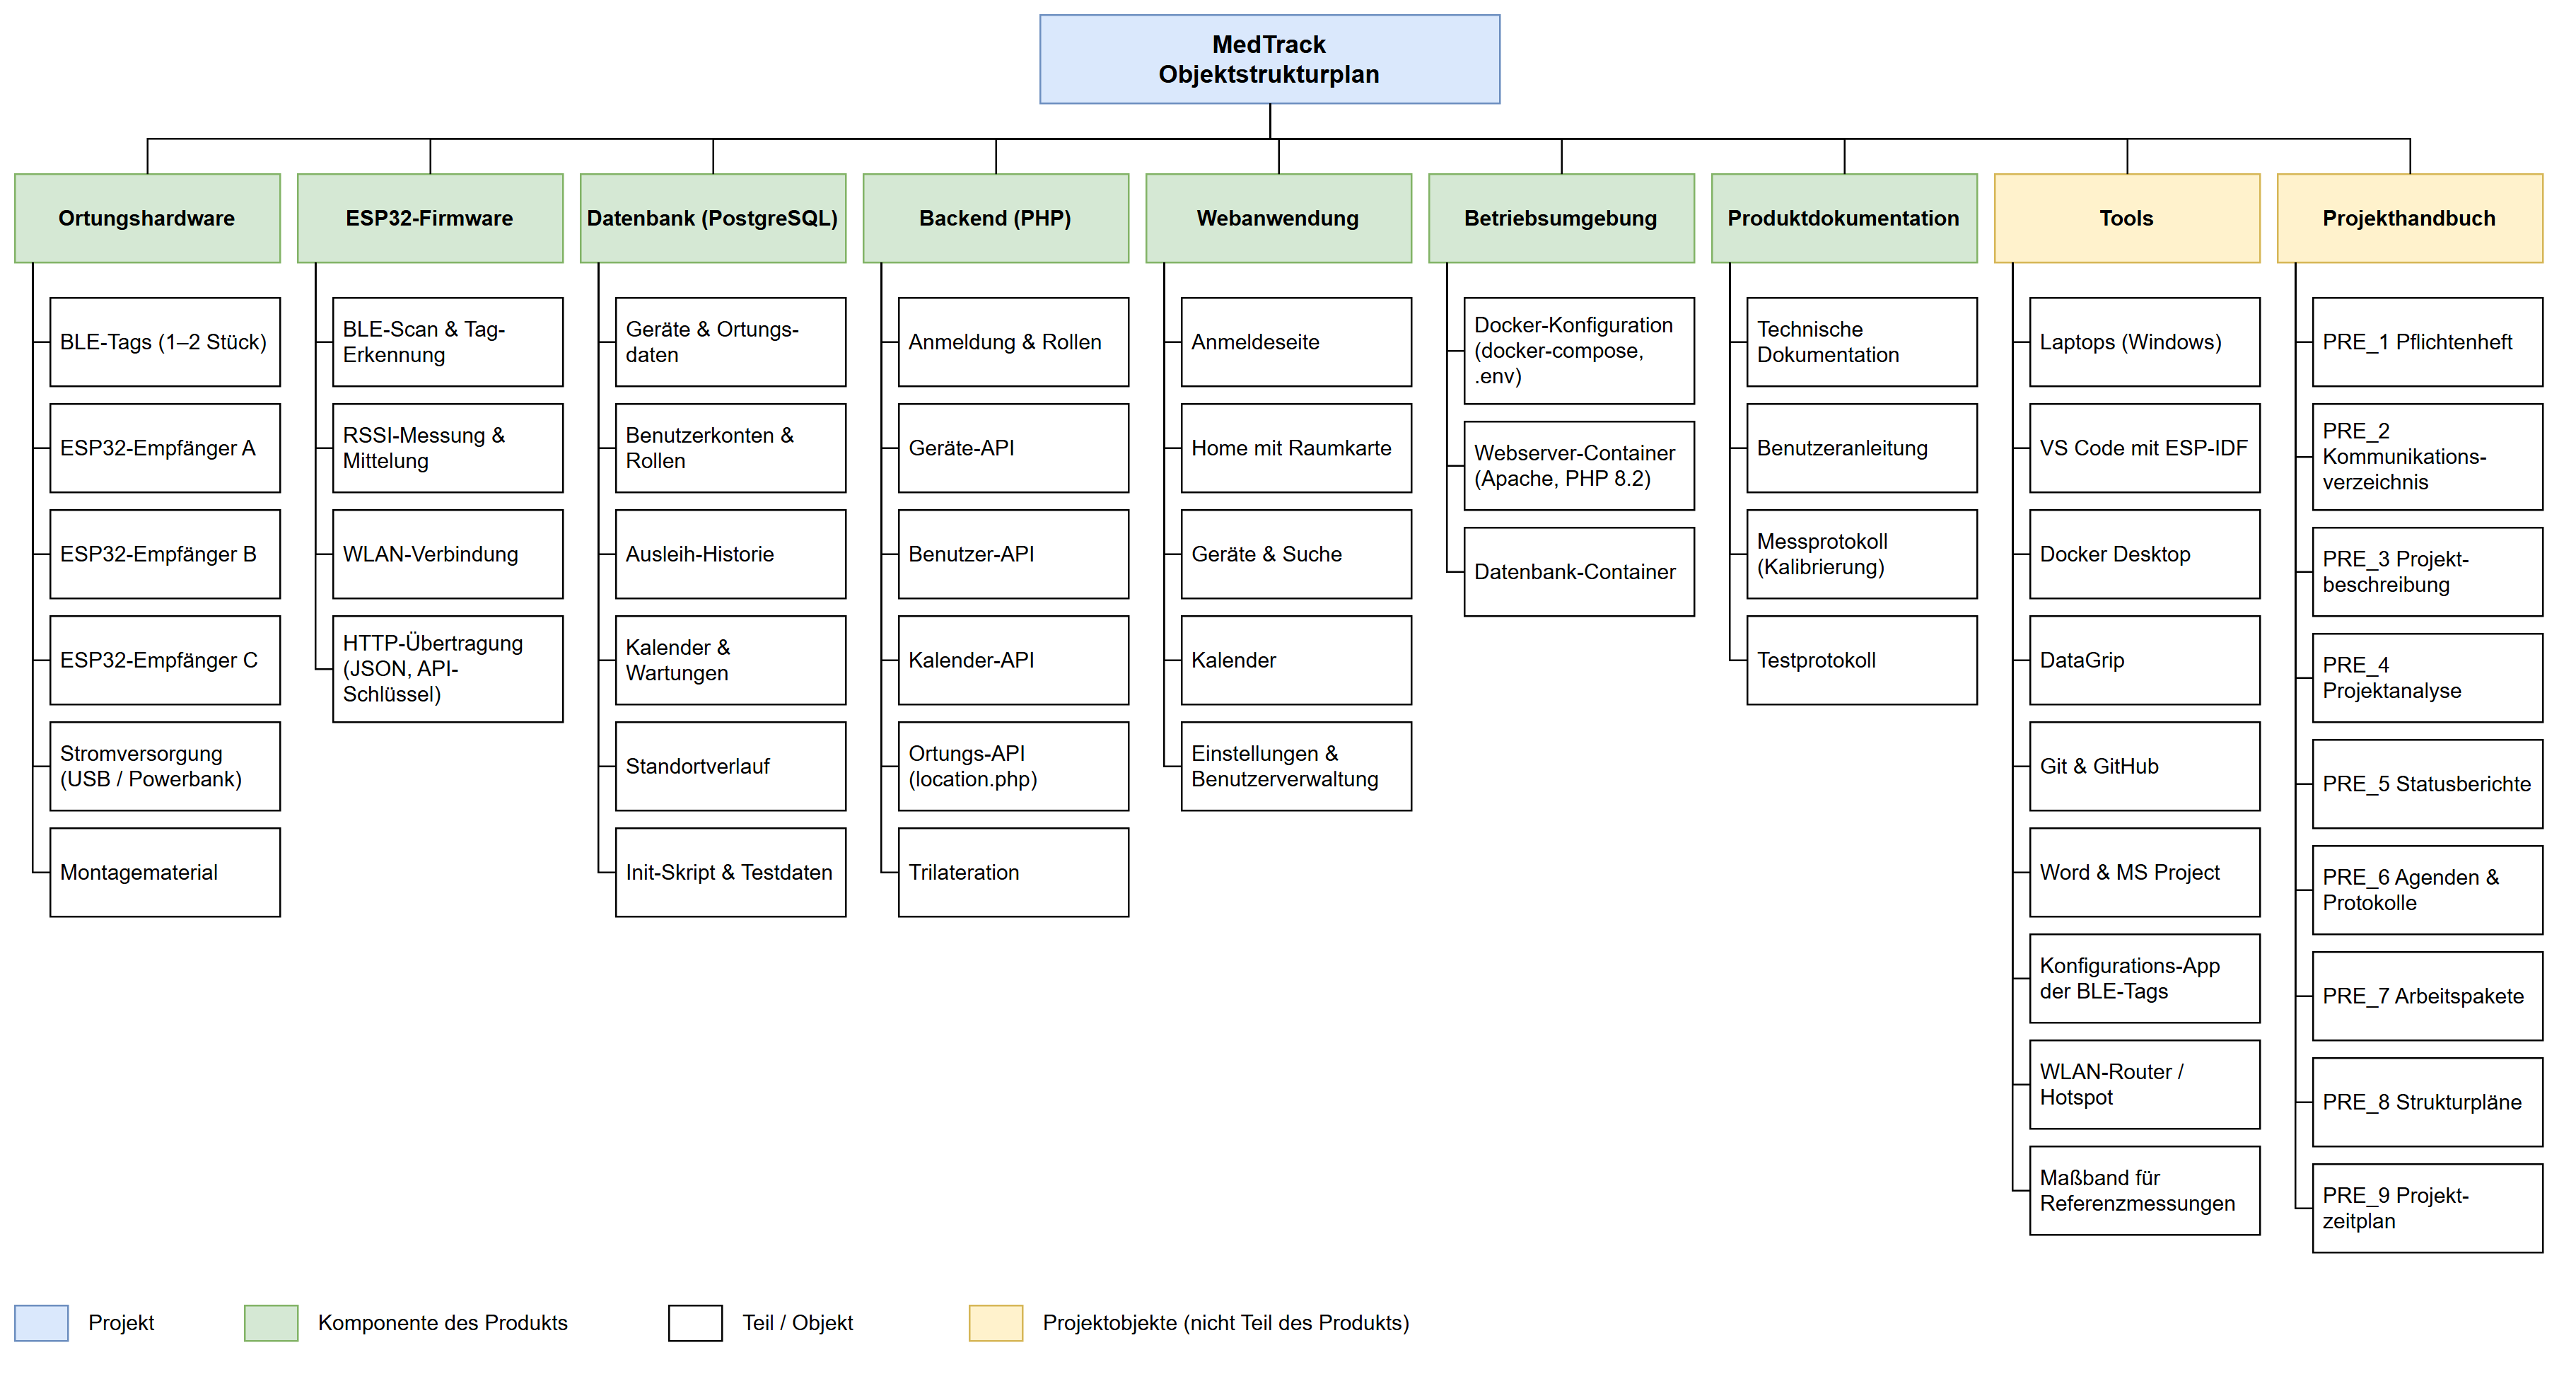 MedTrack
Objektstrukturplan
Ortungshardware
BLE-Tags (1–2 Stück)
ESP32-Empfänger A
ESP32-Empfänger B
ESP32-Empfänger C
Stromversorgung
(USB / Powerbank)
Montagematerial
ESP32-Firmware
BLE-Scan & Tag-
Erkennung
RSSI-Messung &
Mittelung
WLAN-Verbindung
HTTP-Übertragung
(JSON, API-
Schlüssel)
Datenbank (PostgreSQL)
Geräte & Ortungs-
daten
Benutzerkonten &
Rollen
Ausleih-Historie
Kalender &
Wartungen
Standortverlauf
Init-Skript & Testdaten
Backend (PHP)
Anmeldung & Rollen
Geräte-API
Benutzer-API
Kalender-API
Ortungs-API
(location.php)
Trilateration
Webanwendung
Anmeldeseite
Home mit Raumkarte
Geräte & Suche
Kalender
Einstellungen &
Benutzerverwaltung
Betriebsumgebung
Docker-Konfiguration
(docker-compose,
.env)
Webserver-Container
(Apache, PHP 8.2)
Datenbank-Container
Produktdokumentation
Technische
Dokumentation
Benutzeranleitung
Messprotokoll
(Kalibrierung)
Testprotokoll
Tools
Laptops (Windows)
VS Code mit ESP-IDF
Docker Desktop
DataGrip
Git & GitHub
Word & MS Project
Konfigurations-App
der BLE-Tags
WLAN-Router /
Hotspot
Maßband für
Referenzmessungen
Projekthandbuch
PRE_1 Pflichtenheft
PRE_2
Kommunikations-
verzeichnis
PRE_3 Projekt-
beschreibung
PRE_4
Projektanalyse
PRE_5 Statusberichte
PRE_6 Agenden &
Protokolle
PRE_7 Arbeitspakete
PRE_8 Strukturpläne
PRE_9 Projekt-
zeitplan
Projekt
Komponente des Produkts
Teil / Objekt
Projektobjekte (nicht Teil des Produkts)